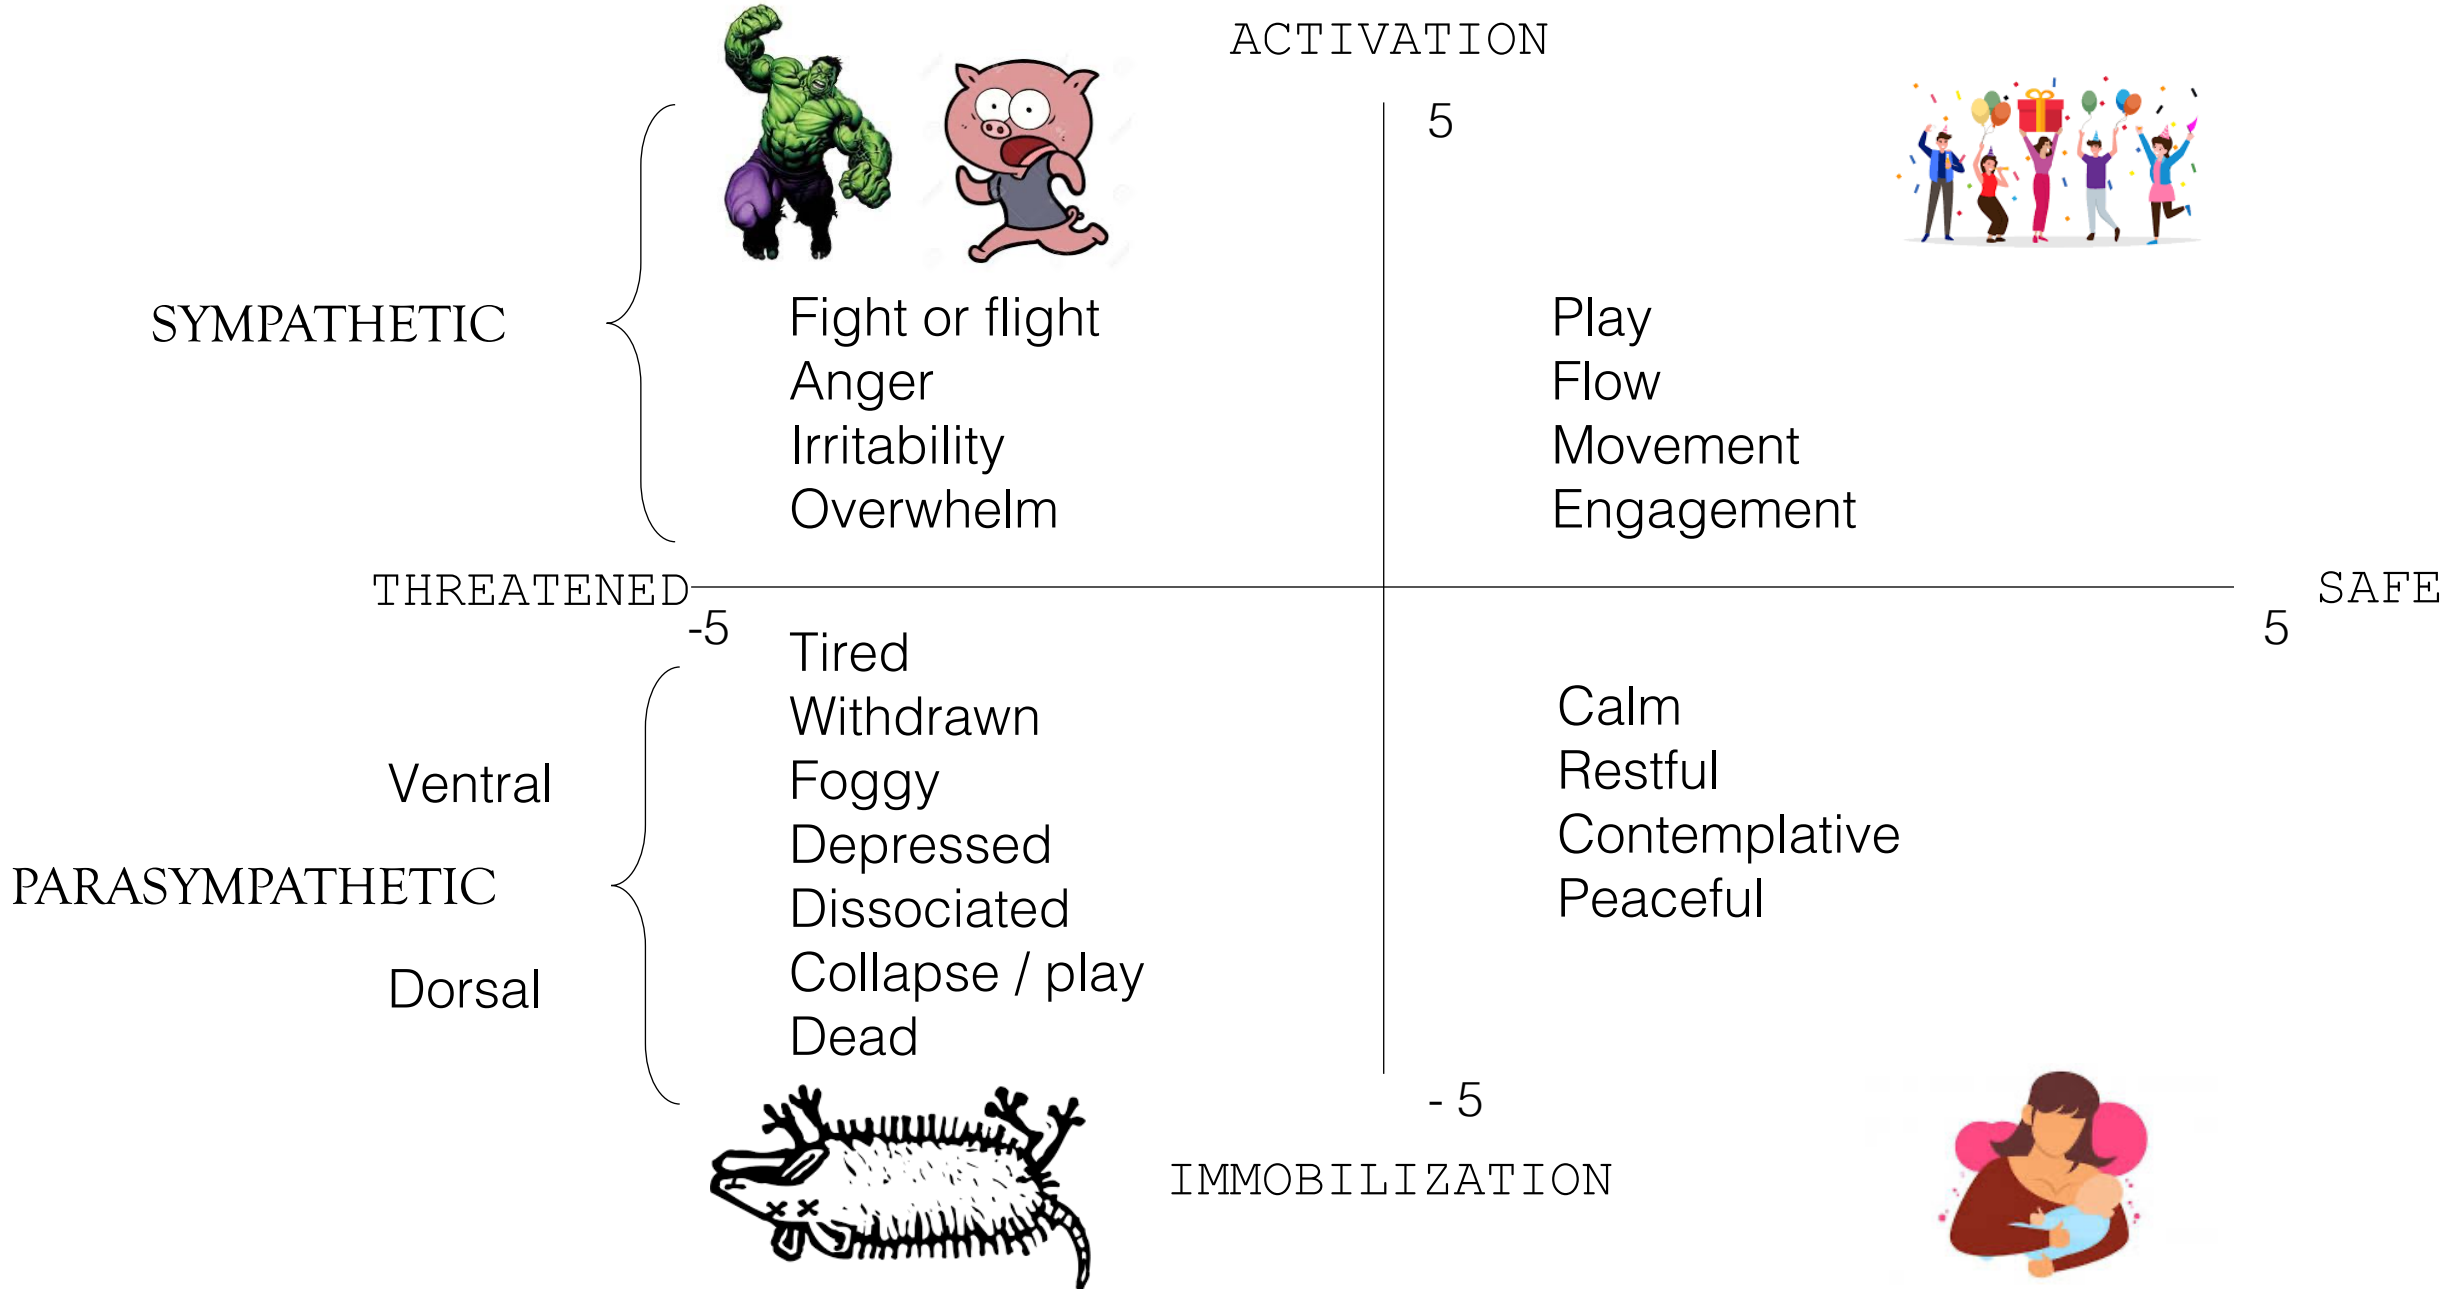 ACTIVATION
5
SYMPATHETIC
Fight or flight
Anger
Irritability
Overwhelm
Play
Flow
Movement
Engagement
THREATENED
-5
SAFE
5
Tired
Withdrawn
Foggy
Depressed
Dissociated
Collapse / play
Dead
Ventral
PARASYMPATHETIC
Dorsal
Calm
Restful
Contemplative
Peaceful
- 5
IMMOBILIZATION